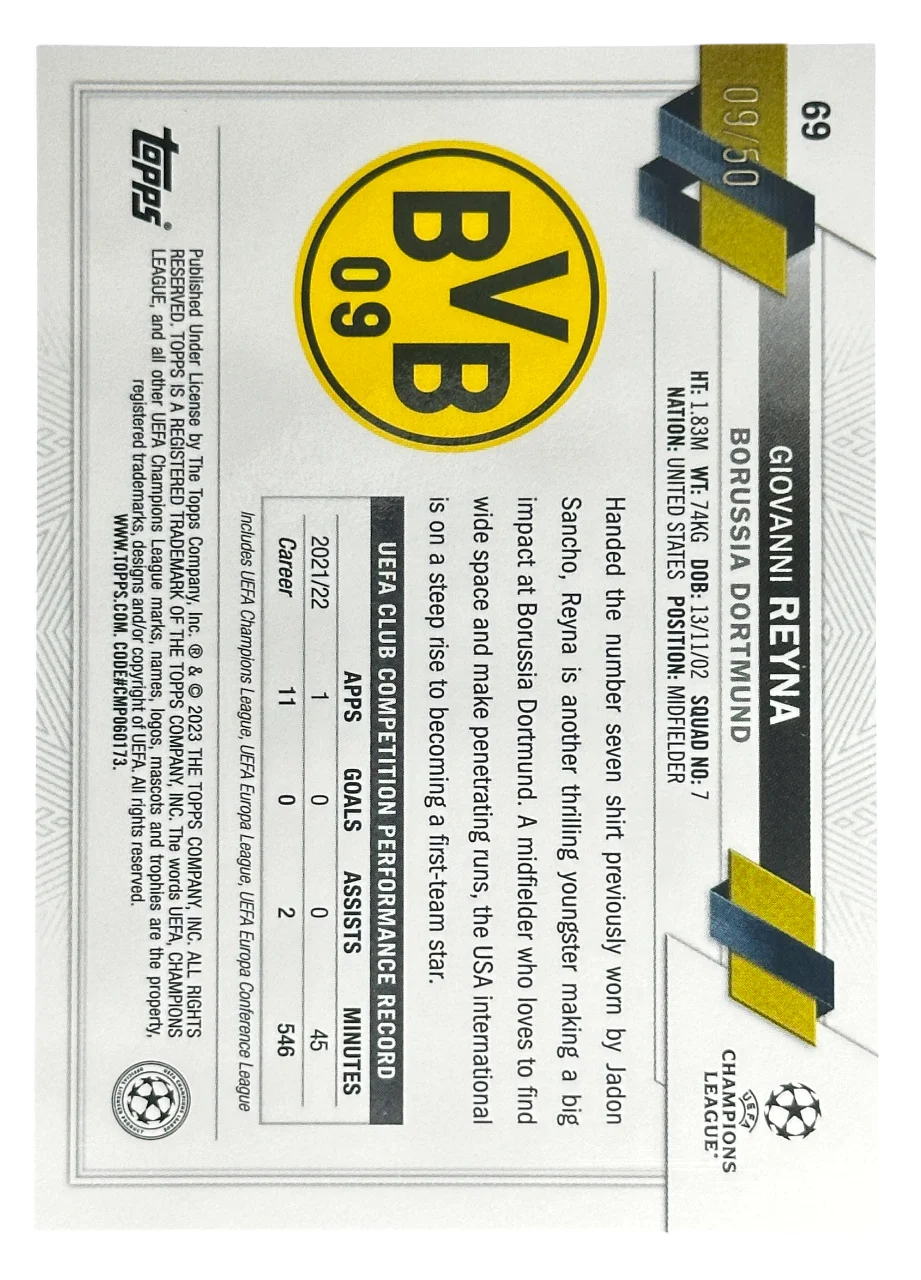 69
09/50
GIOVANNI REYNA
BORUSSIA DORTMUND
HT: 1.83M WT: 74KG DOB: 13/11/02 SQUAD NO: 7
NATION: UNITED STATES POSITION: MIDFIELDER
UEFA
CHAMPIONS
LEAGUE®
BVB
09
Handed the number seven shirt previously worn by Jadon
Sancho, Reyna is another thrilling youngster making a big
impact at Borussia Dortmund. A midfielder who loves to find
wide space and make penetrating runs, the USA international
is on a steep rise to becoming a first-team star.
UEFA CLUB COMPETITION PERFORMANCE RECORD
APPS GOALS ASSISTS MINUTES
2021/22 1 0 0 45
Career 11 0 2 546
Includes UEFA Champions League, UEFA Europa League, UEFA Europa Conference League
topps®
Published Under License by The Topps Company, Inc. ® & © 2023 THE TOPPS COMPANY, INC. ALL RIGHTS
RESERVED. TOPPS IS A REGISTERED TRADEMARK OF THE TOPPS COMPANY, INC. The words UEFA, CHAMPIONS
LEAGUE, and all other UEFA Champions League marks, names, logos, mascots and trophies are the property,
registered trademarks, designs and/or copyright of UEFA. All rights reserved.
WWW.TOPPS.COM. CODE#CMP060173.